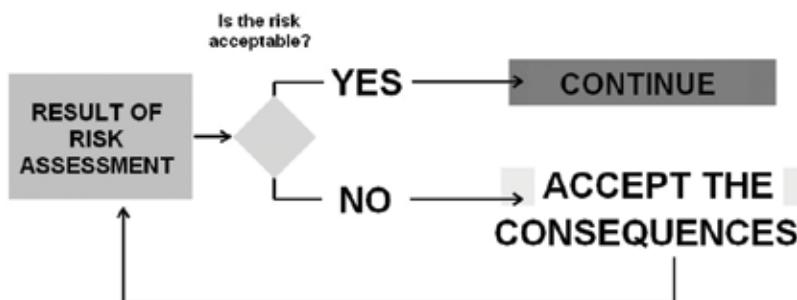 Is the risk
acceptable?
YES
CONTINUE
RESULT OF
RISK
ASSESSMENT
NO
ACCEPT THE
CONSEQUENCES